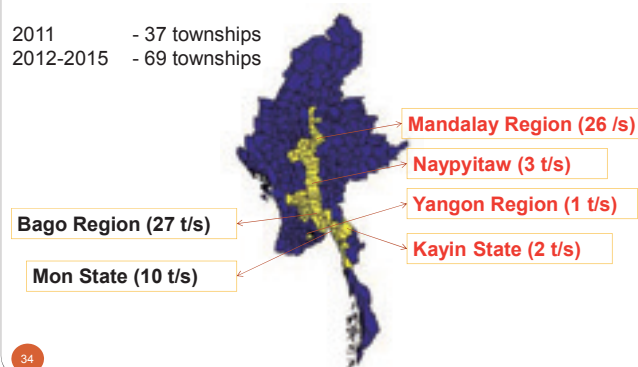 2011 - 37 townships
2012-2015 - 69 townships
Mandalay Region (26 /s)
Naypyitaw (3 t/s)
Yangon Region (1 t/s)
Bago Region (27 t/s)
Kayin State (2 t/s)
Mon State (10 t/s)
34